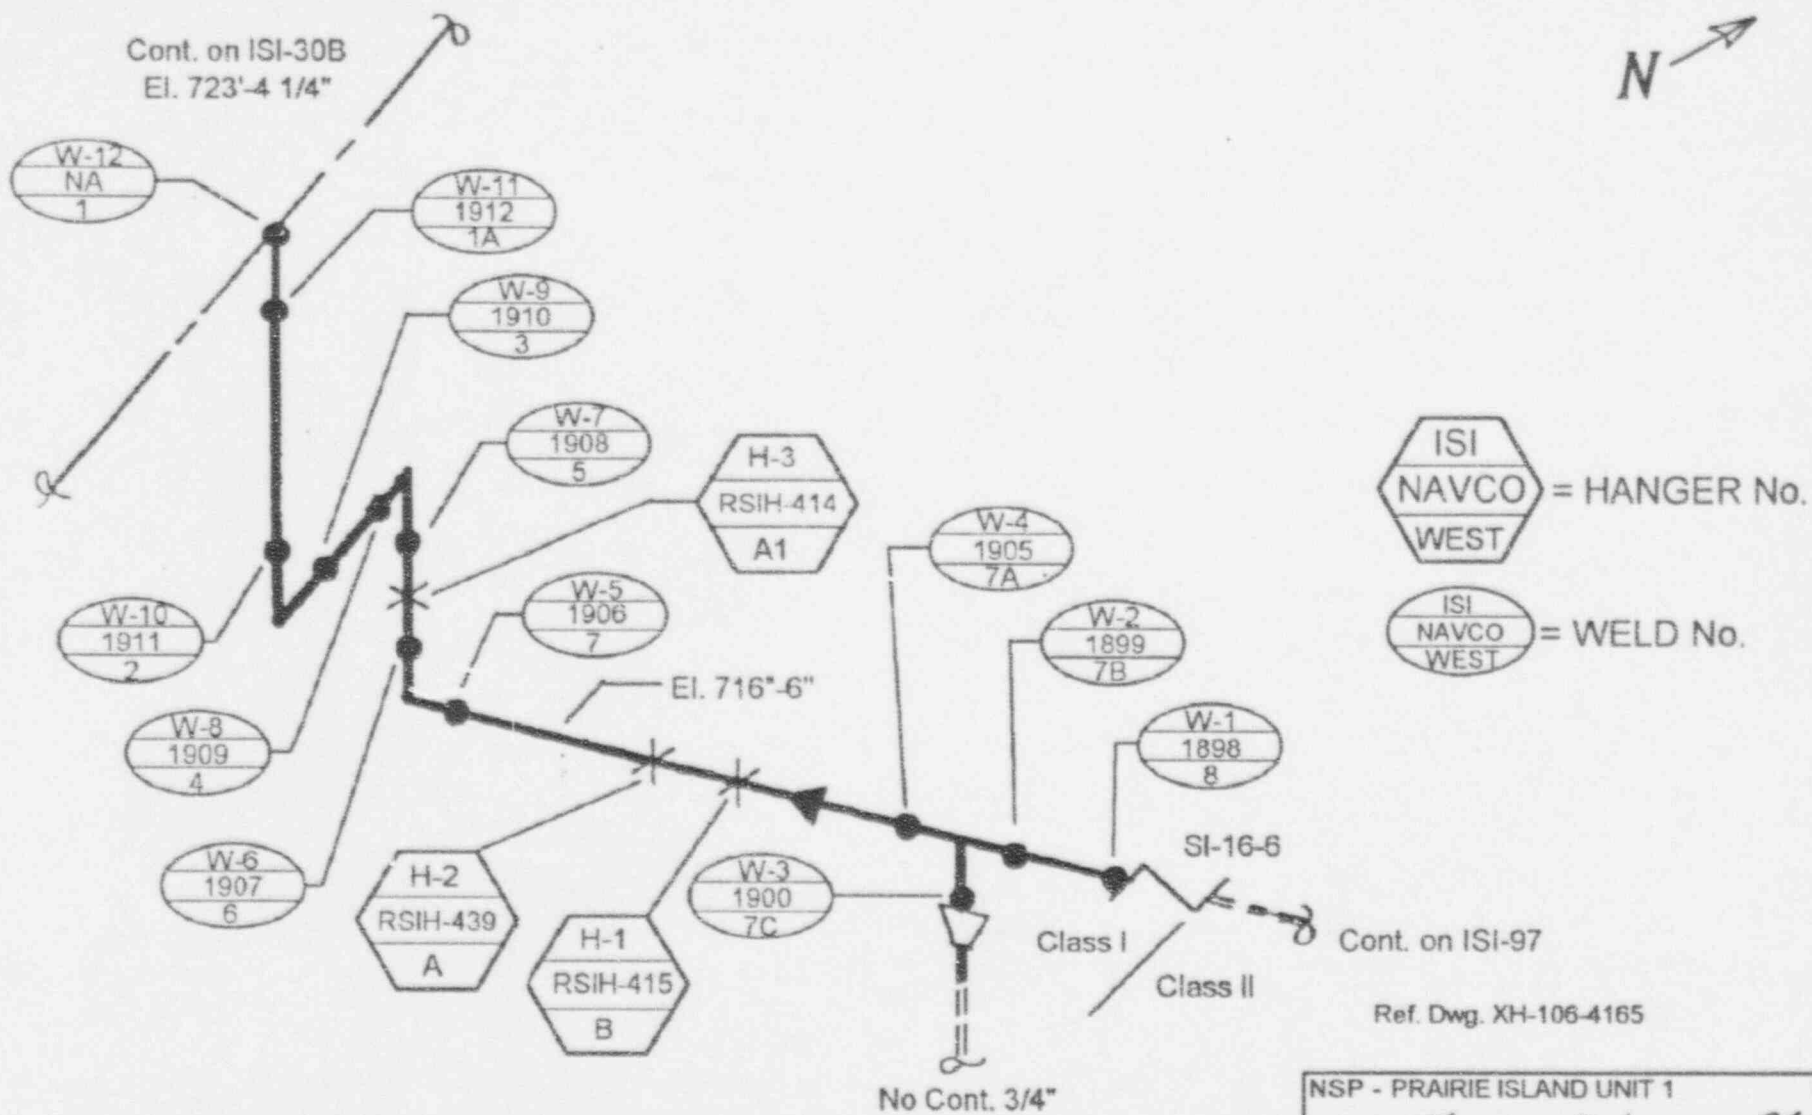 Cont. on ISI-30B
El. 723'-4 1/4"
N
W-12
NA
1
W-11
1912
1A
W-9
1910
3
W-7
1908
5
H-3
RSIH-414
A1
ISI
NAVCO
WEST
= HANGER No.
W-4
1905
7A
W-10
1911
2
W-5
1906
7
W-2
1899
7B
ISI
NAVCO
WEST
= WELD No.
El. 716"-6"
W-8
1909
4
W-1
1898
8
W-6
1907
6
H-2
RSIH-439
A
W-3
1900
7C
SI-16-6
H-1
RSIH-415
B
Class I
Class II
Cont. on ISI-97
Ref. Dwg. XH-106-4165
No Cont. 3/4"
NSP - PRAIRIE ISLAND UNIT 1